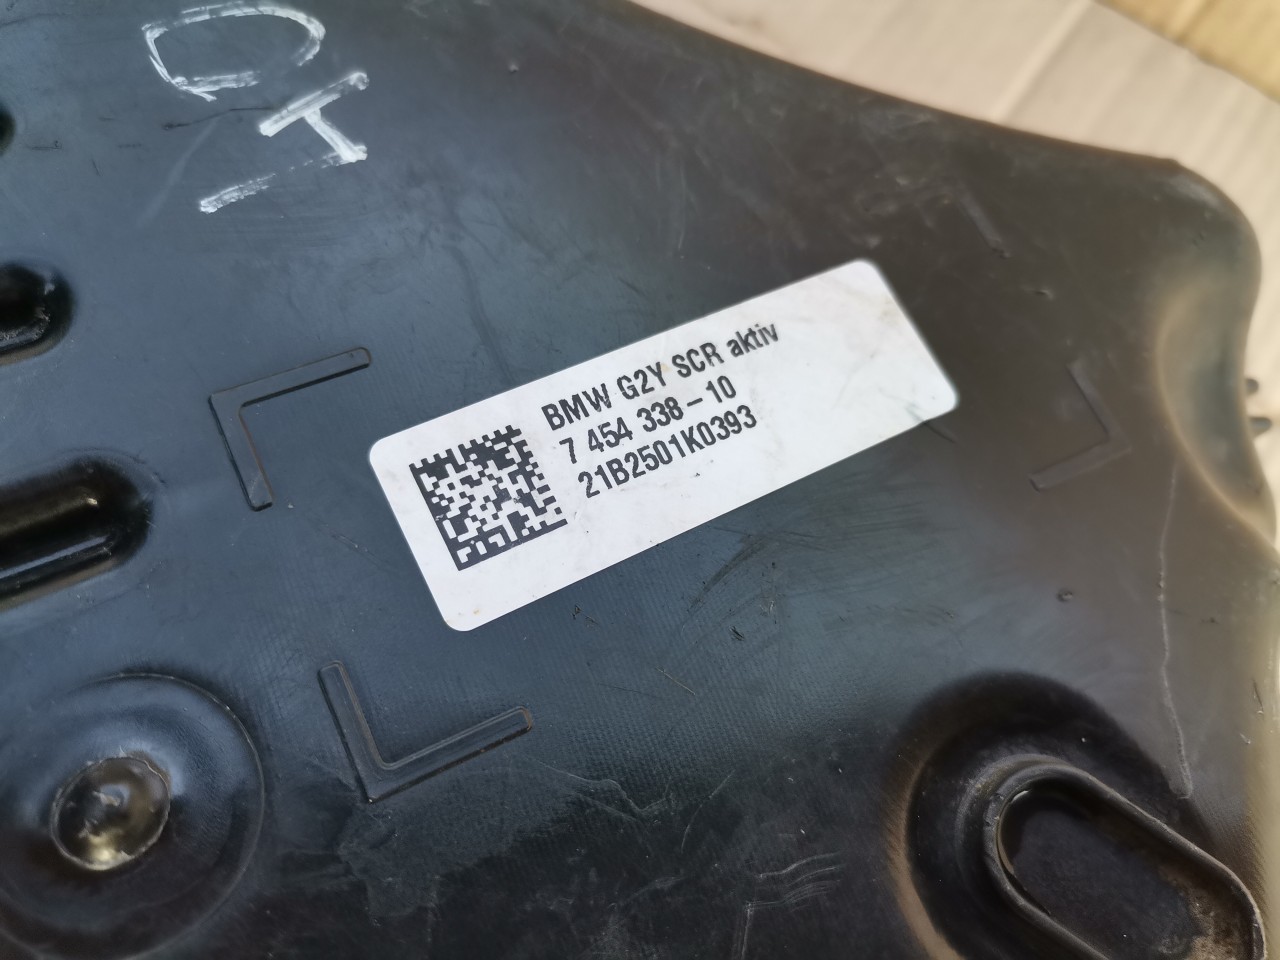 BMW G2Y SCR aktiv
7 454 338 – 10
21B2501K0393